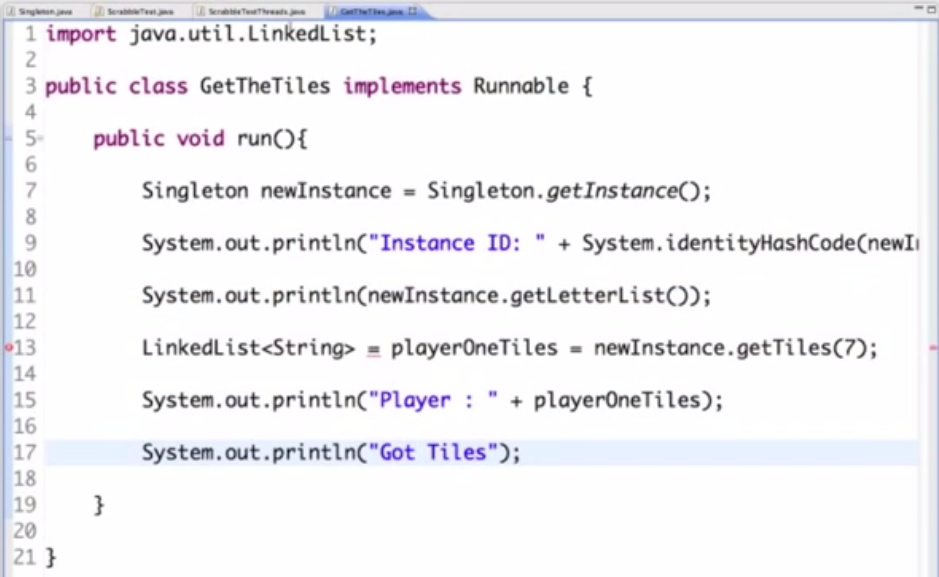 Singleton.java ScrabbleTest.java ScrabbleTestThreads.java GetTheTiles.java
1 import java.util.LinkedList;
2
3 public class GetTheTiles implements Runnable {
4
5 public void run(){
6
7 Singleton newInstance = Singleton.getInstance();
8
9 System.out.println("Instance ID: " + System.identityHashCode(newIn
10
11 System.out.println(newInstance.getLetterList());
12
13 LinkedList<String> = playerOneTiles = newInstance.getTiles(7);
14
15 System.out.println("Player : " + playerOneTiles);
16
17 System.out.println("Got Tiles");
18
19 }
20
21 }